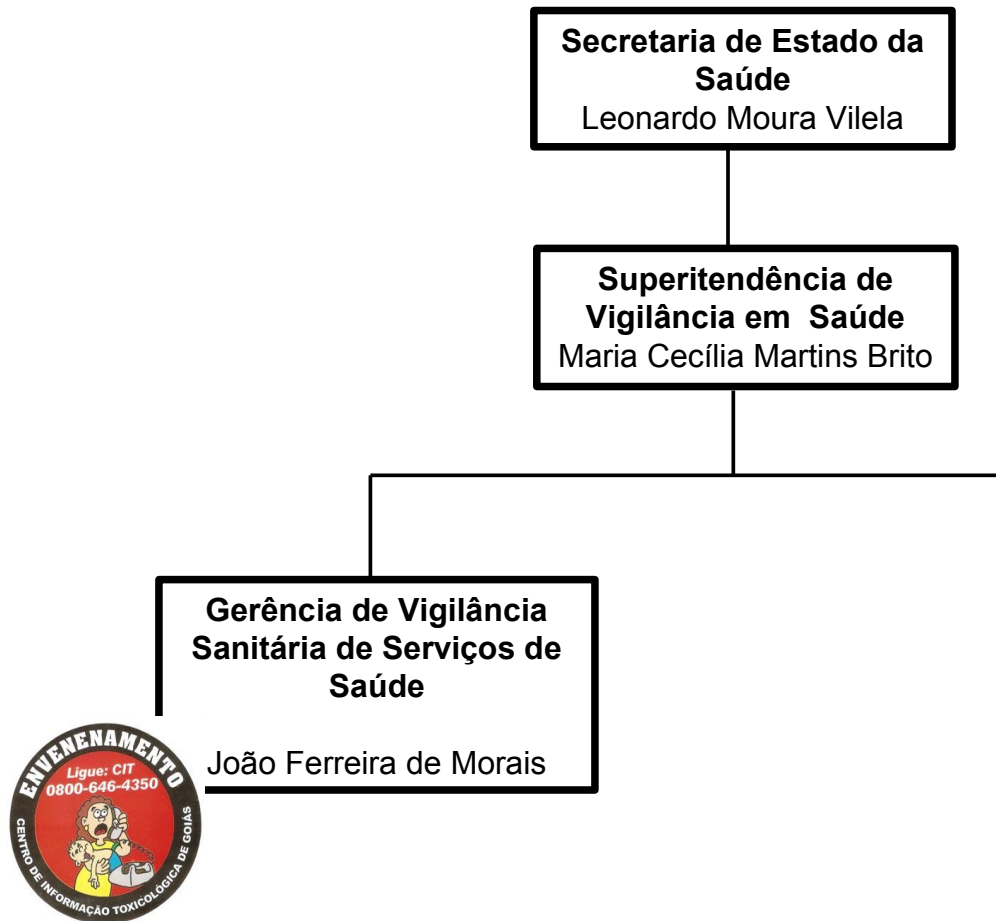 Secretaria de Estado da
Saúde
Leonardo Moura Vilela
Superitendência de
Vigilância em  Saúde
Maria Cecília Martins Brito
Gerência de Vigilância
Sanitária de Serviços de
Saúde
João Ferreira de Morais
ENVENENAMENTO
Ligue: CIT
0800-646-4350
CENTRO DE INFORMAÇÃO TOXICOLÓGICA DE GOIÁS